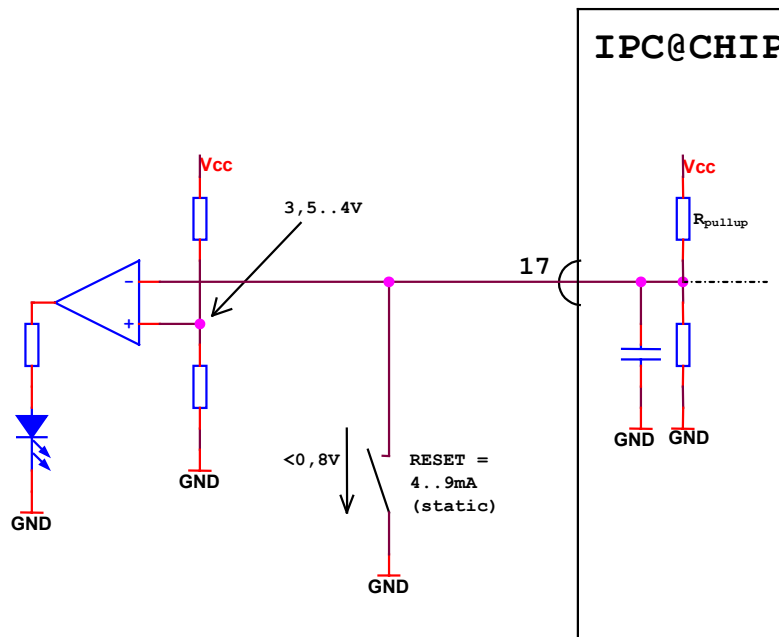 IPC@CHIP
Vcc
Vcc
3,5..4V
Rpullup
17
-
+
<0,8V
RESET =
4..9mA
(static)
GND
GND
GND
GND
GND